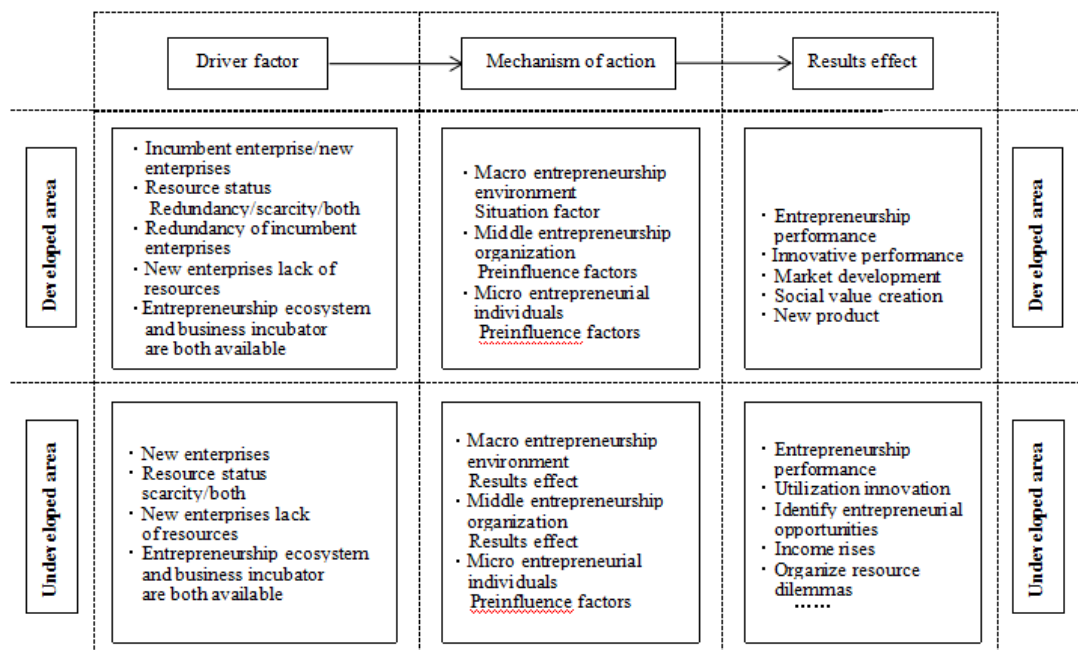 Driver factor
Mechanism of action
Results effect
Developed area
· Incumbent enterprise/new
enterprises
· Resource status
Redundancy/scarcity/both
· Redundancy of incumbent
enterprises
· New enterprises lack of
resources
· Entrepreneurship ecosystem
and business incubator
are both available
· Macro entrepreneurship
environment
Situation factor
· Middle entrepreneurship
organization
Preinfluence factors
· Micro entrepreneurial
individuals
Preinfluence factors
· Entrepreneurship
performance
· Innovative performance
· Market development
· Social value creation
· New product
Developed area
Undeveloped area
· New enterprises
· Resource status
scarcity/both
· New enterprises lack
of resources
· Entrepreneurship ecosystem
and business incubator
are both available
· Macro entrepreneurship
environment
Results effect
· Middle entrepreneurship
organization
Results effect
· Micro entrepreneurial
individuals
Preinfluence factors
· Entrepreneurship
performance
· Utilization innovation
· Identify entrepreneurial
opportunities
· Income rises
· Organize resource
dilemmas
……
Undeveloped area